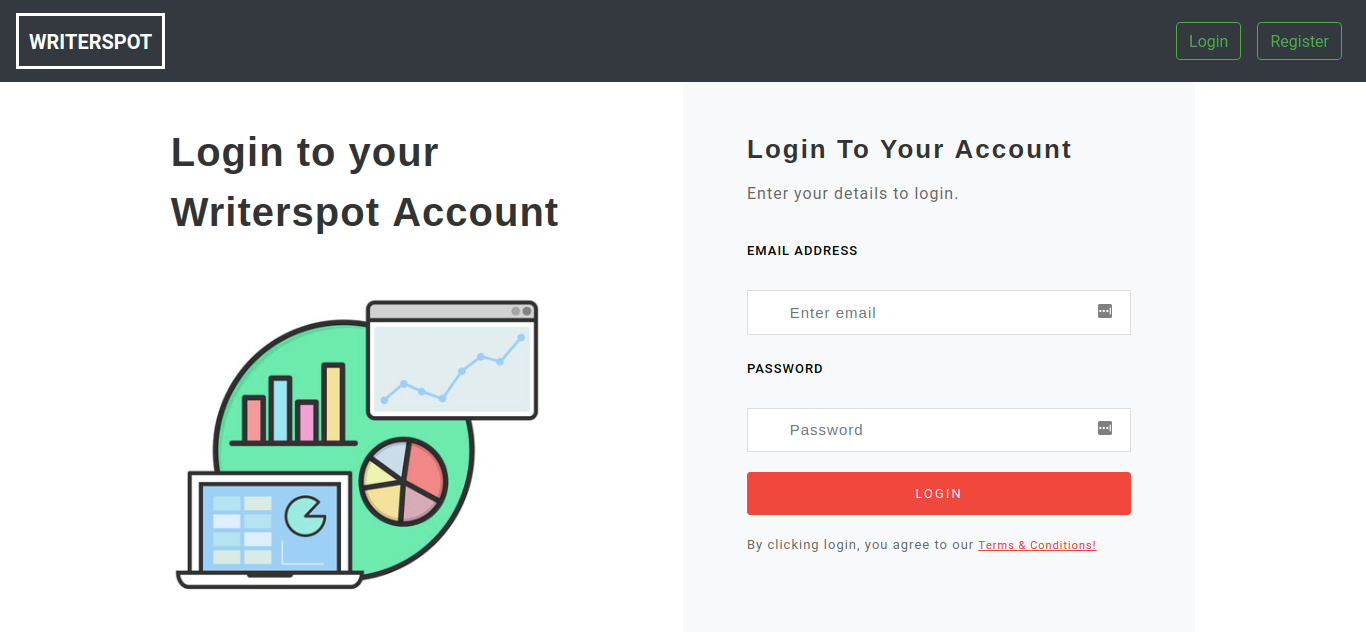 WRITERSPOT
Login
Register
Login to your
Writerspot Account
Login To Your Account
Enter your details to login.
EMAIL ADDRESS
Enter email
PASSWORD
Password
LOGIN
By clicking login, you agree to our Terms & Conditions!